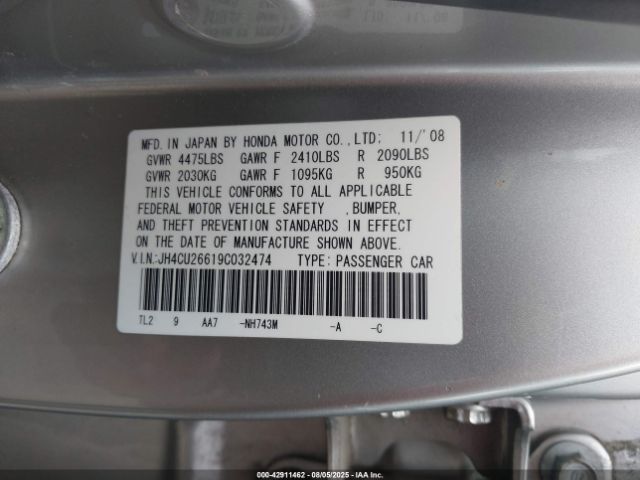 MFD. IN JAPAN BY HONDA MOTOR CO.,LTD; 11/'08
GVWR 4475LBS GAWR F 2410LBS R 2090LBS
GVWR 2030KG GAWR F 1095KG R 950KG
THIS VEHICLE CONFORMS TO ALL APPLICABLE
FEDERAL MOTOR VEHICLE SAFETY ,BUMPER,
AND THEFT PREVENTION STANDARDS IN EFFECT
ON THE DATE OF MANUFACTURE SHOWN ABOVE.
V.I.N.:JH4CU26619C032474 TYPE: PASSENGER CAR
TL2 9 AA7 -NH743M -A -C
000-42911462 - 08/05/2025 - IAA Inc.